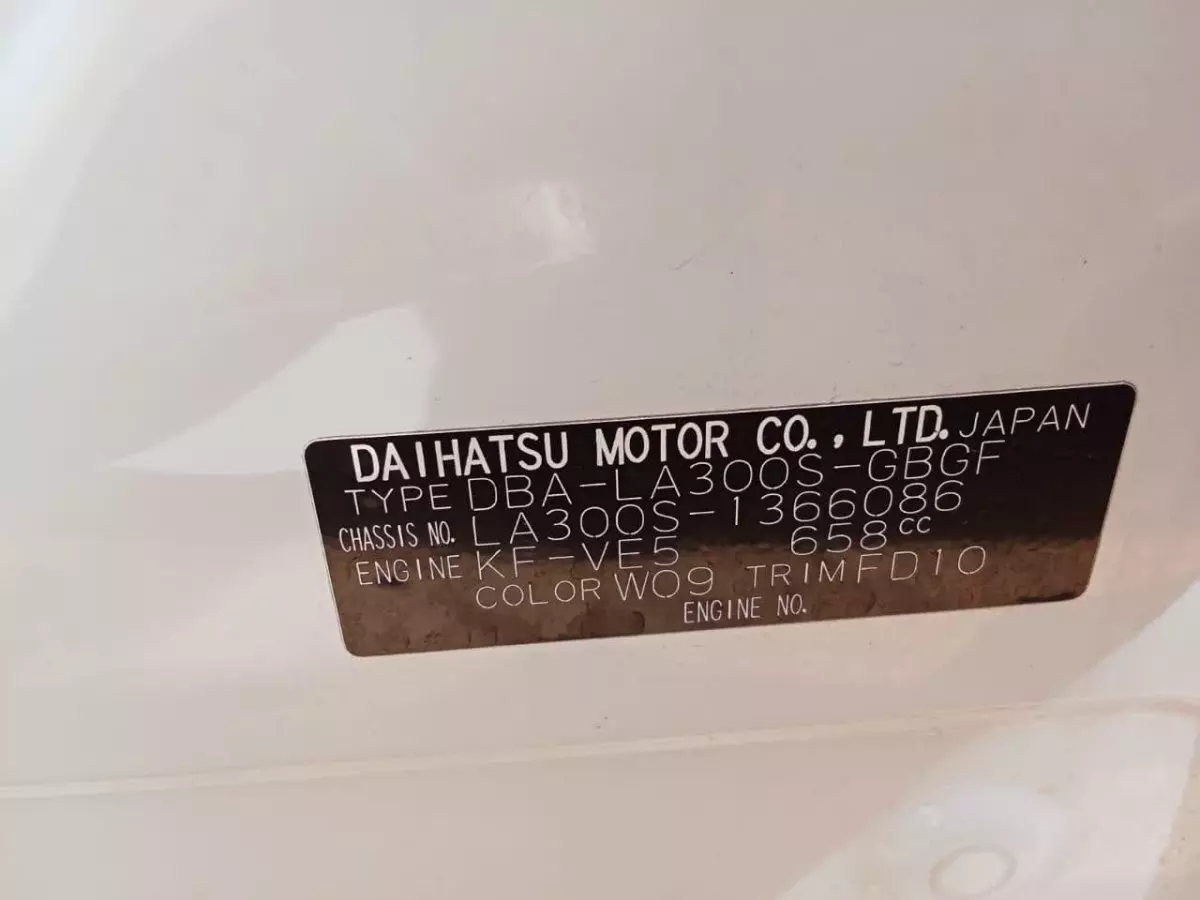 DAIHATSU MOTOR CO., LTD. JAPAN
TYPE DBA-LA300S-GBGF
CHASSIS NO. LA300S-1366086
ENGINE KF-VE5 658cc
COLOR W09 TRIM FD10
ENGINE NO.